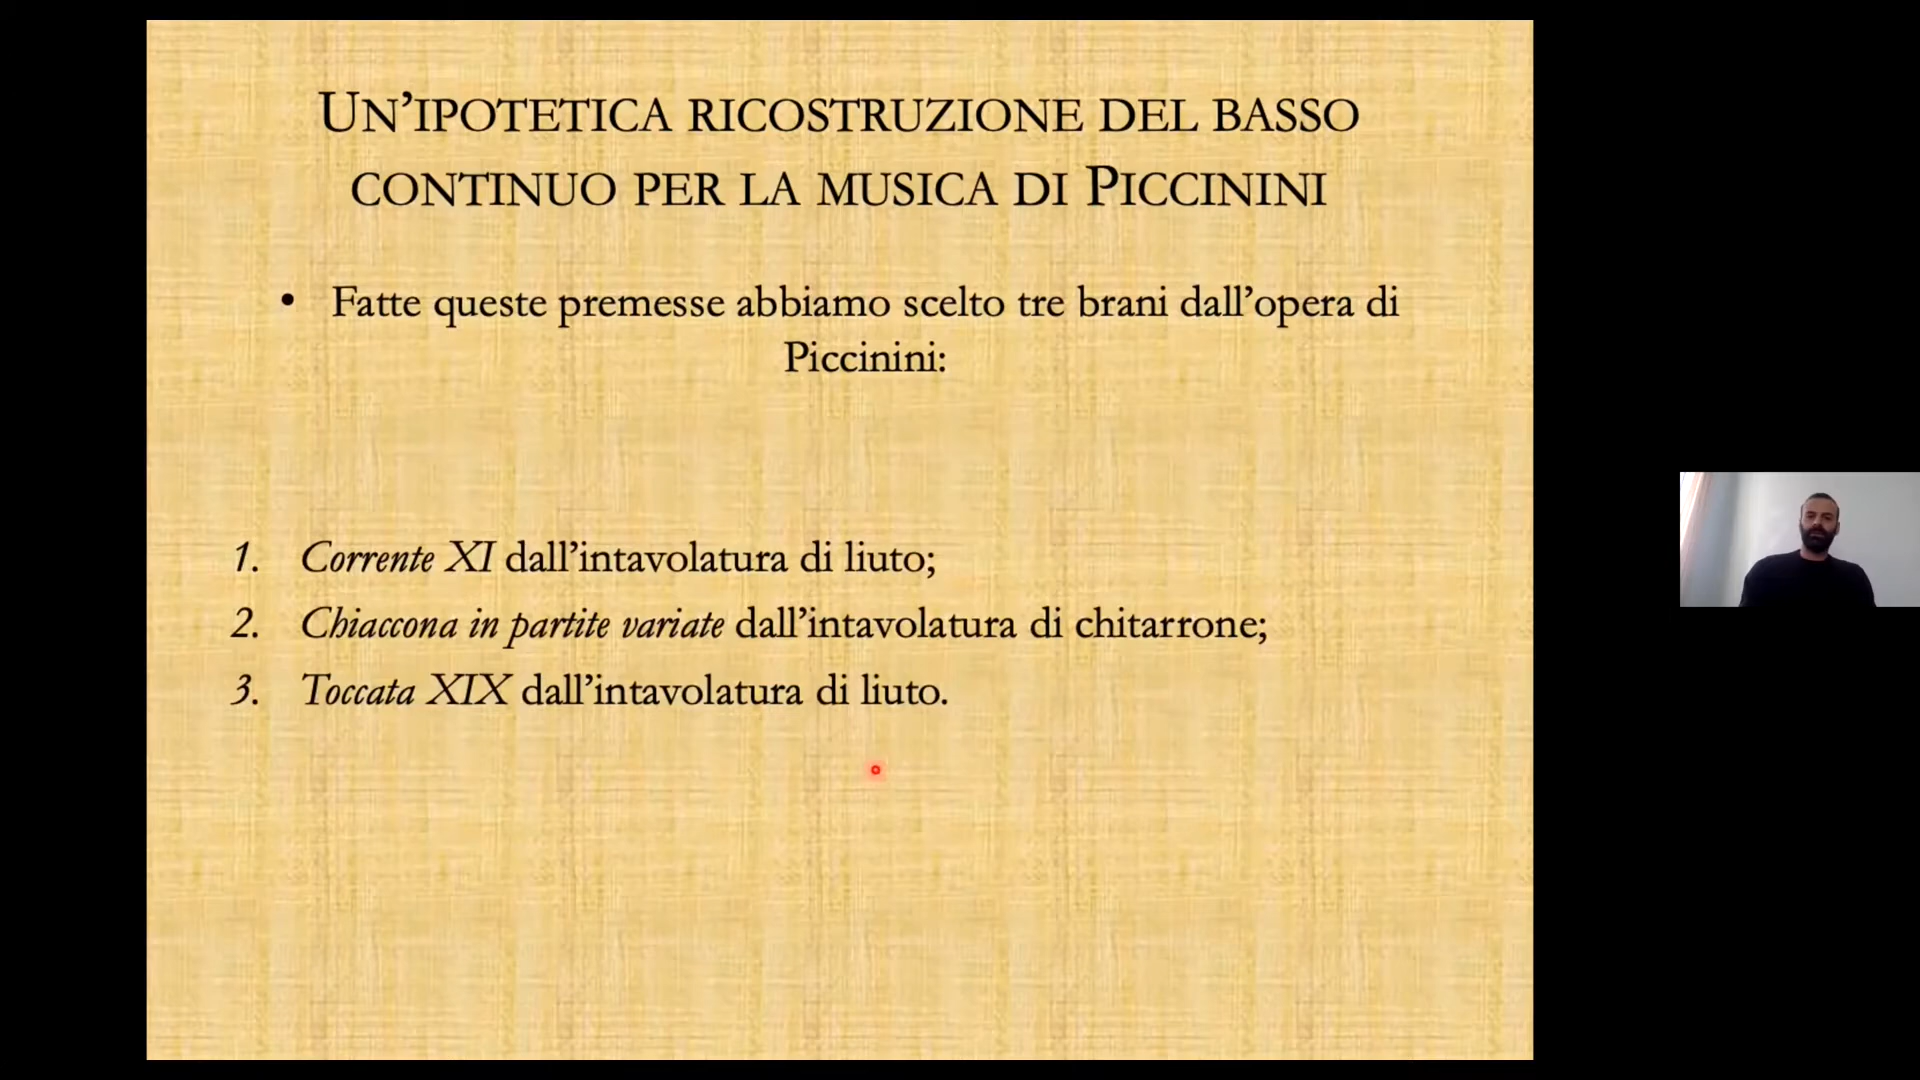 UN’IPOTETICA RICOSTRUZIONE DEL BASSO
CONTINUO PER LA MUSICA DI PICCININI
• Fatte queste premesse abbiamo scelto tre brani dall’opera di
Piccinini:
1. Corrente XI dall’intavolatura di liuto;
2. Chiaccona in partite variate dall’intavolatura di chitarrone;
3. Toccata XIX dall’intavolatura di liuto.